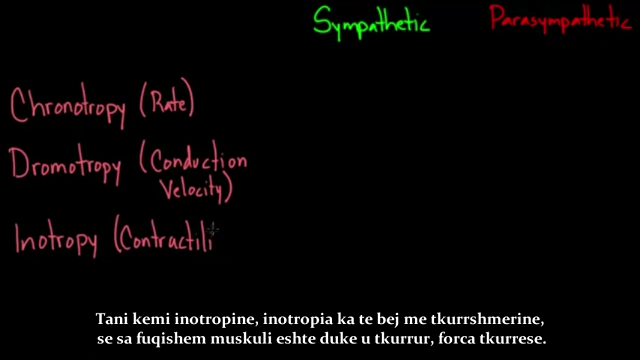 Sympathetic Parasympathetic
Chronotropy (Rate)
Dromotropy (Conduction
Velocity)
Inotropy (Contractili
Tani kemi inotropine, inotropia ka te bej me tkurrshmerine,
se sa fuqishem muskuli eshte duke u tkurrur, forca tkurrese.